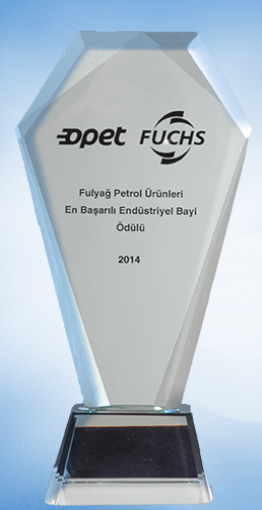 opet FUCHS
Fulyağ Petrol Ürünleri
En Başarılı Endüstriyel Bayi
Ödülü
2014